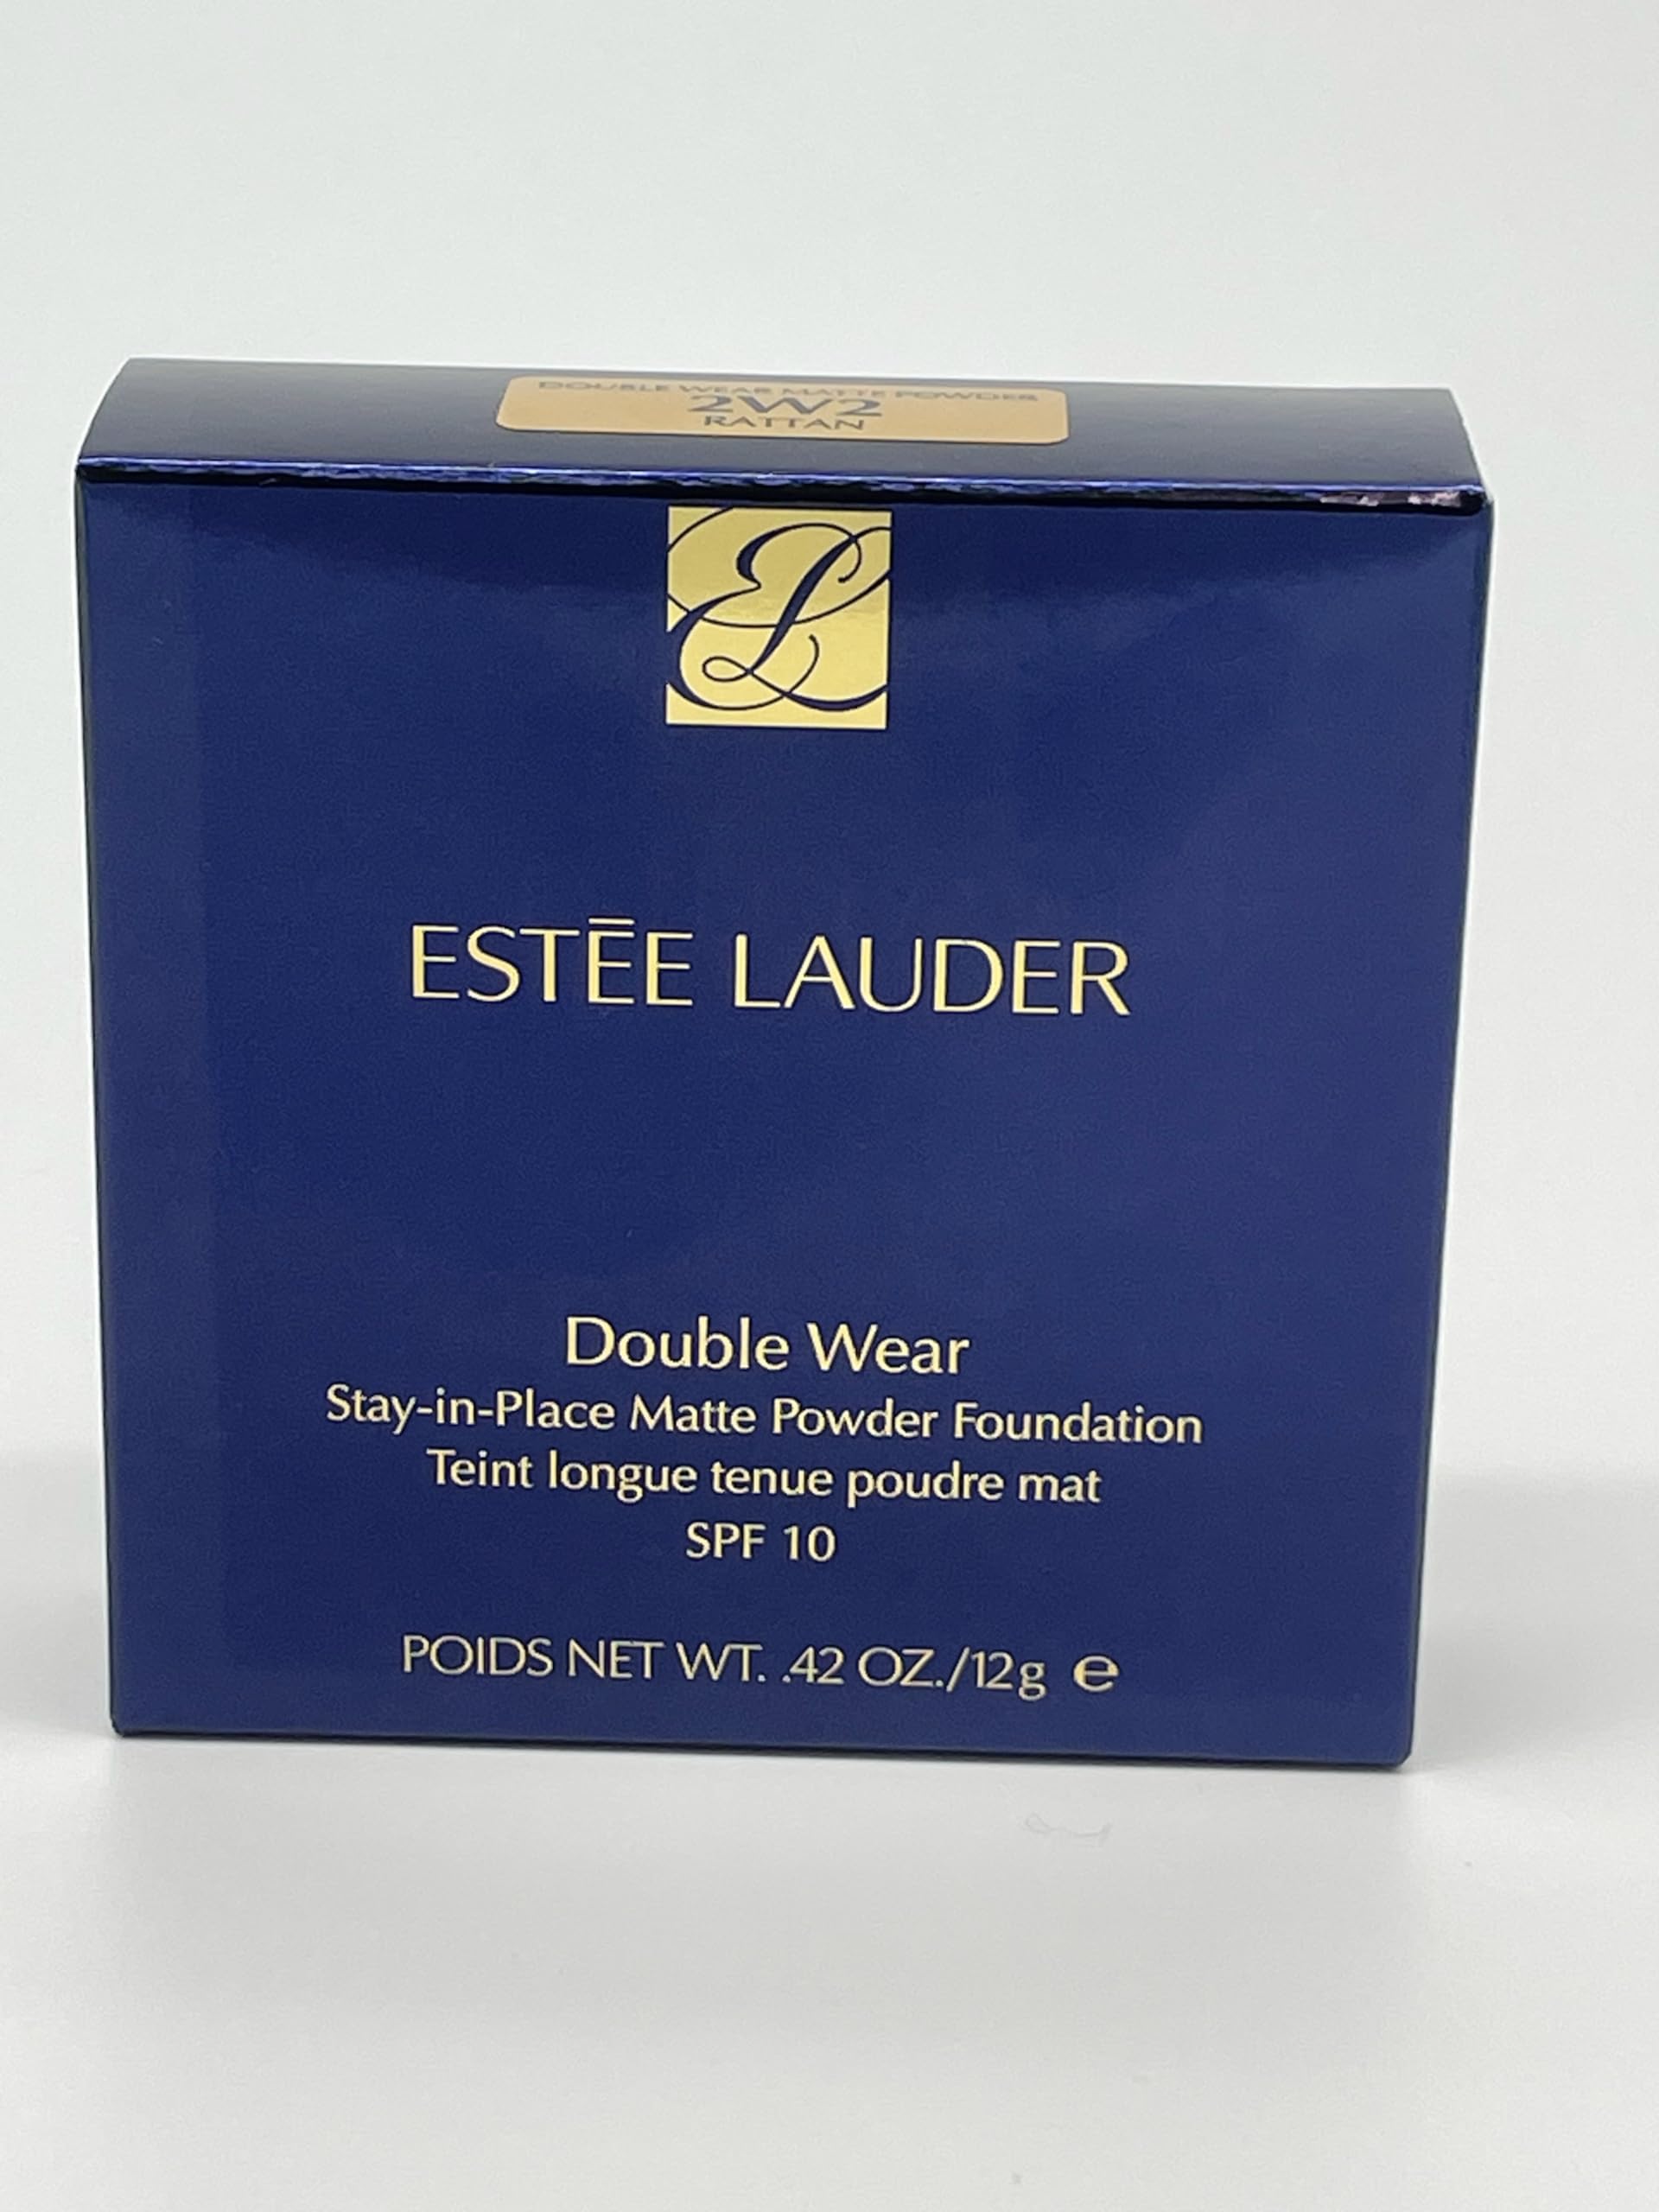 DOUBLE WEAR MATTE POWDER
2W2
RATTAN
EL
ESTĒE LAUDER
Double Wear
Stay-in-Place Matte Powder Foundation
Teint longue tenue poudre mat
SPF 10
POIDS NET WT. .42 OZ./12g e